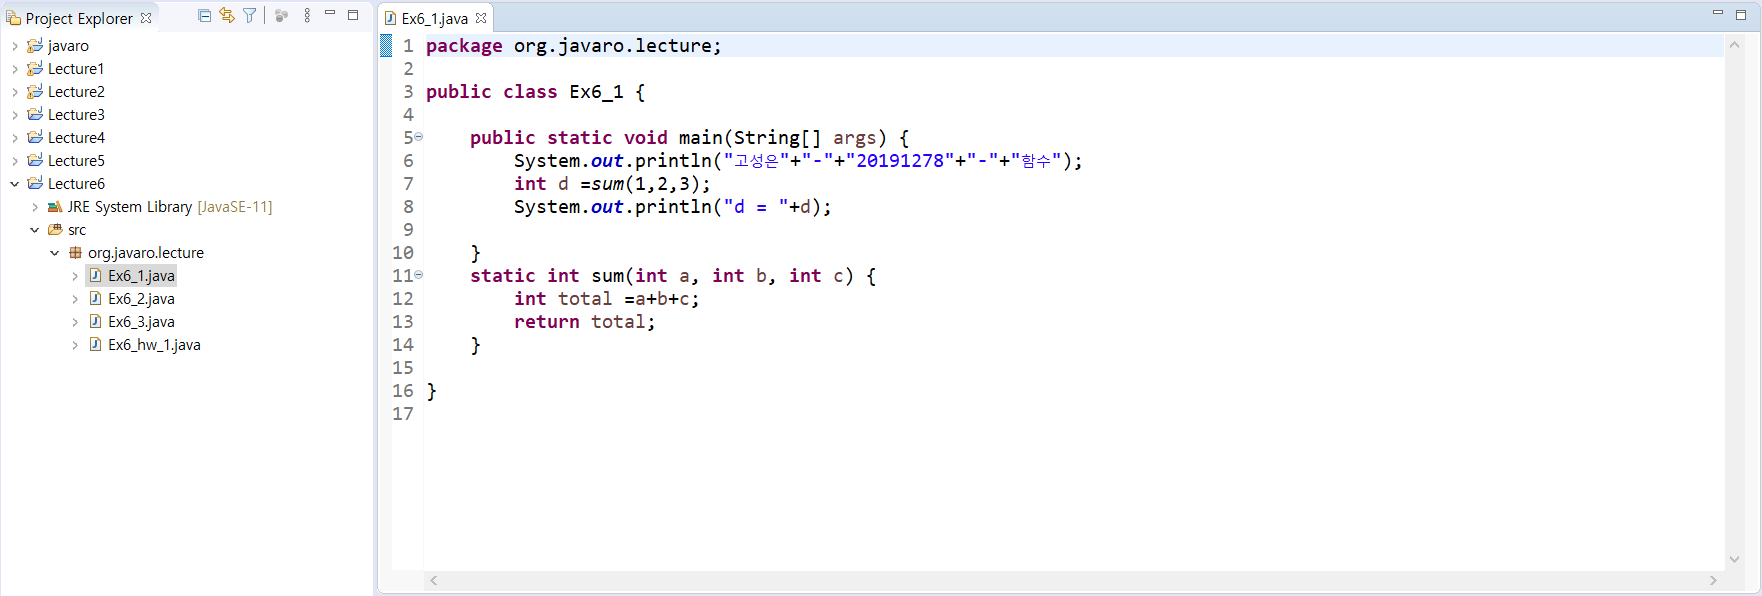 Project Explorer
javaro
Lecture1
Lecture2
Lecture3
Lecture4
Lecture5
Lecture6
JRE System Library [JavaSE-11]
src
org.javaro.lecture
Ex6_1.java
Ex6_2.java
Ex6_3.java
Ex6_hw_1.java
Ex6_1.java
1 package org.javaro.lecture;
2
3 public class Ex6_1 {
4
5     public static void main(String[] args) {
6         System.out.println("고성은"+"-"+"20191278"+"-"+"함수");
7         int d =sum(1,2,3);
8         System.out.println("d = "+d);
9
10     }
11     static int sum(int a, int b, int c) {
12         int total =a+b+c;
13         return total;
14     }
15
16 }
17